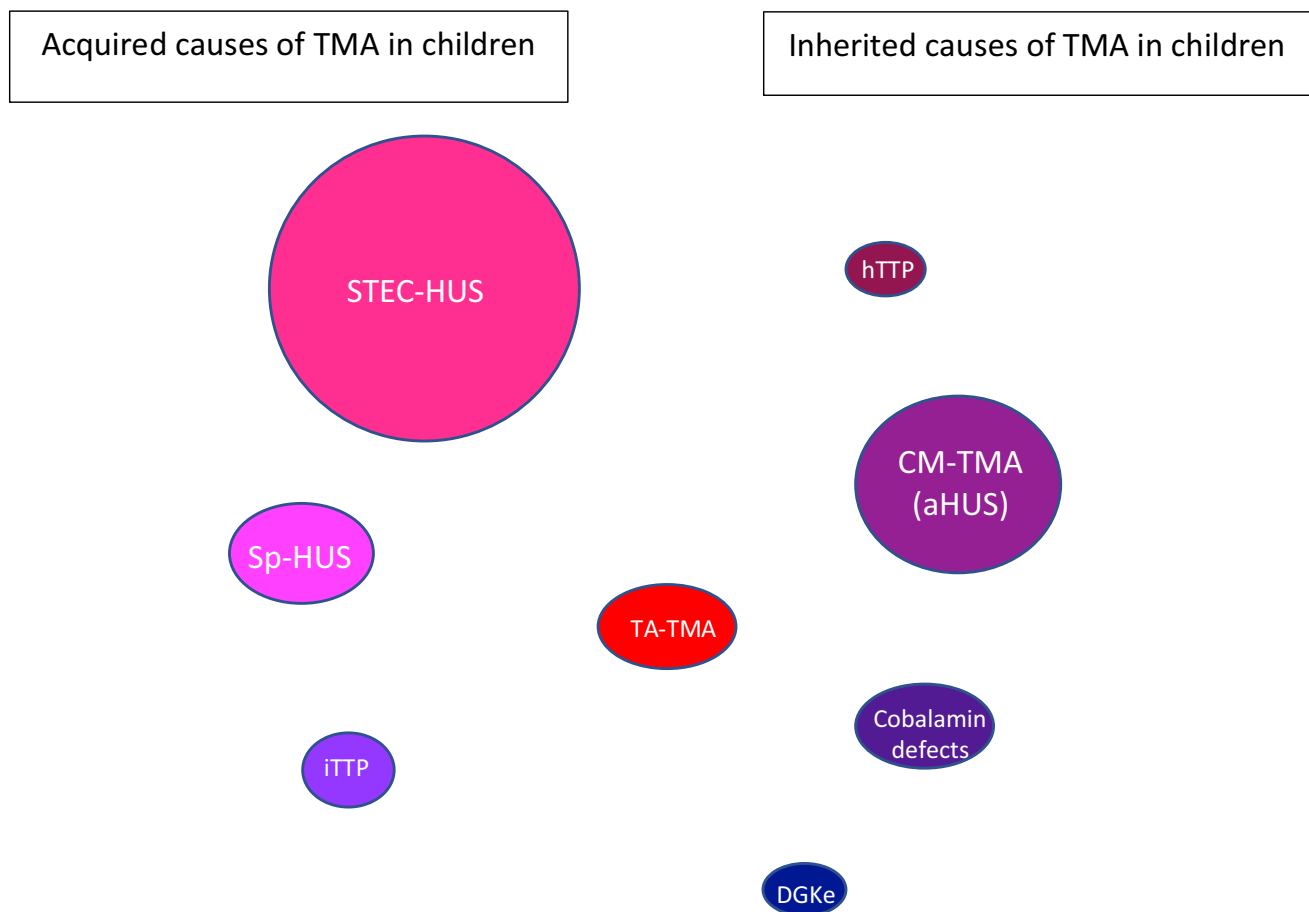 Acquired causes of TMA in children
Inherited causes of TMA in children
STEC-HUS
hTTP
CM-TMA
(aHUS)
Sp-HUS
TA-TMA
Cobalamin
defects
iTTP
DGKe